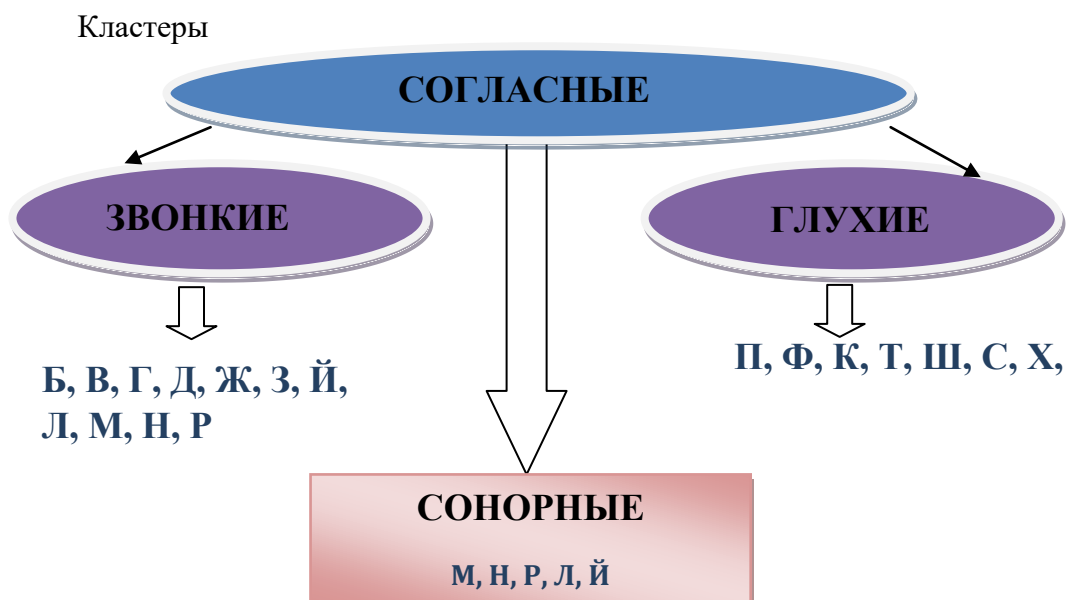 Кластеры
СОГЛАСНЫЕ
ЗВОНКИЕ
ГЛУХИЕ
Б, В, Г, Д, Ж, З, Й,
Л, М, Н, Р
П, Ф, К, Т, Ш, С, Х,
СОНОРНЫЕ
М, Н, Р, Л, Й